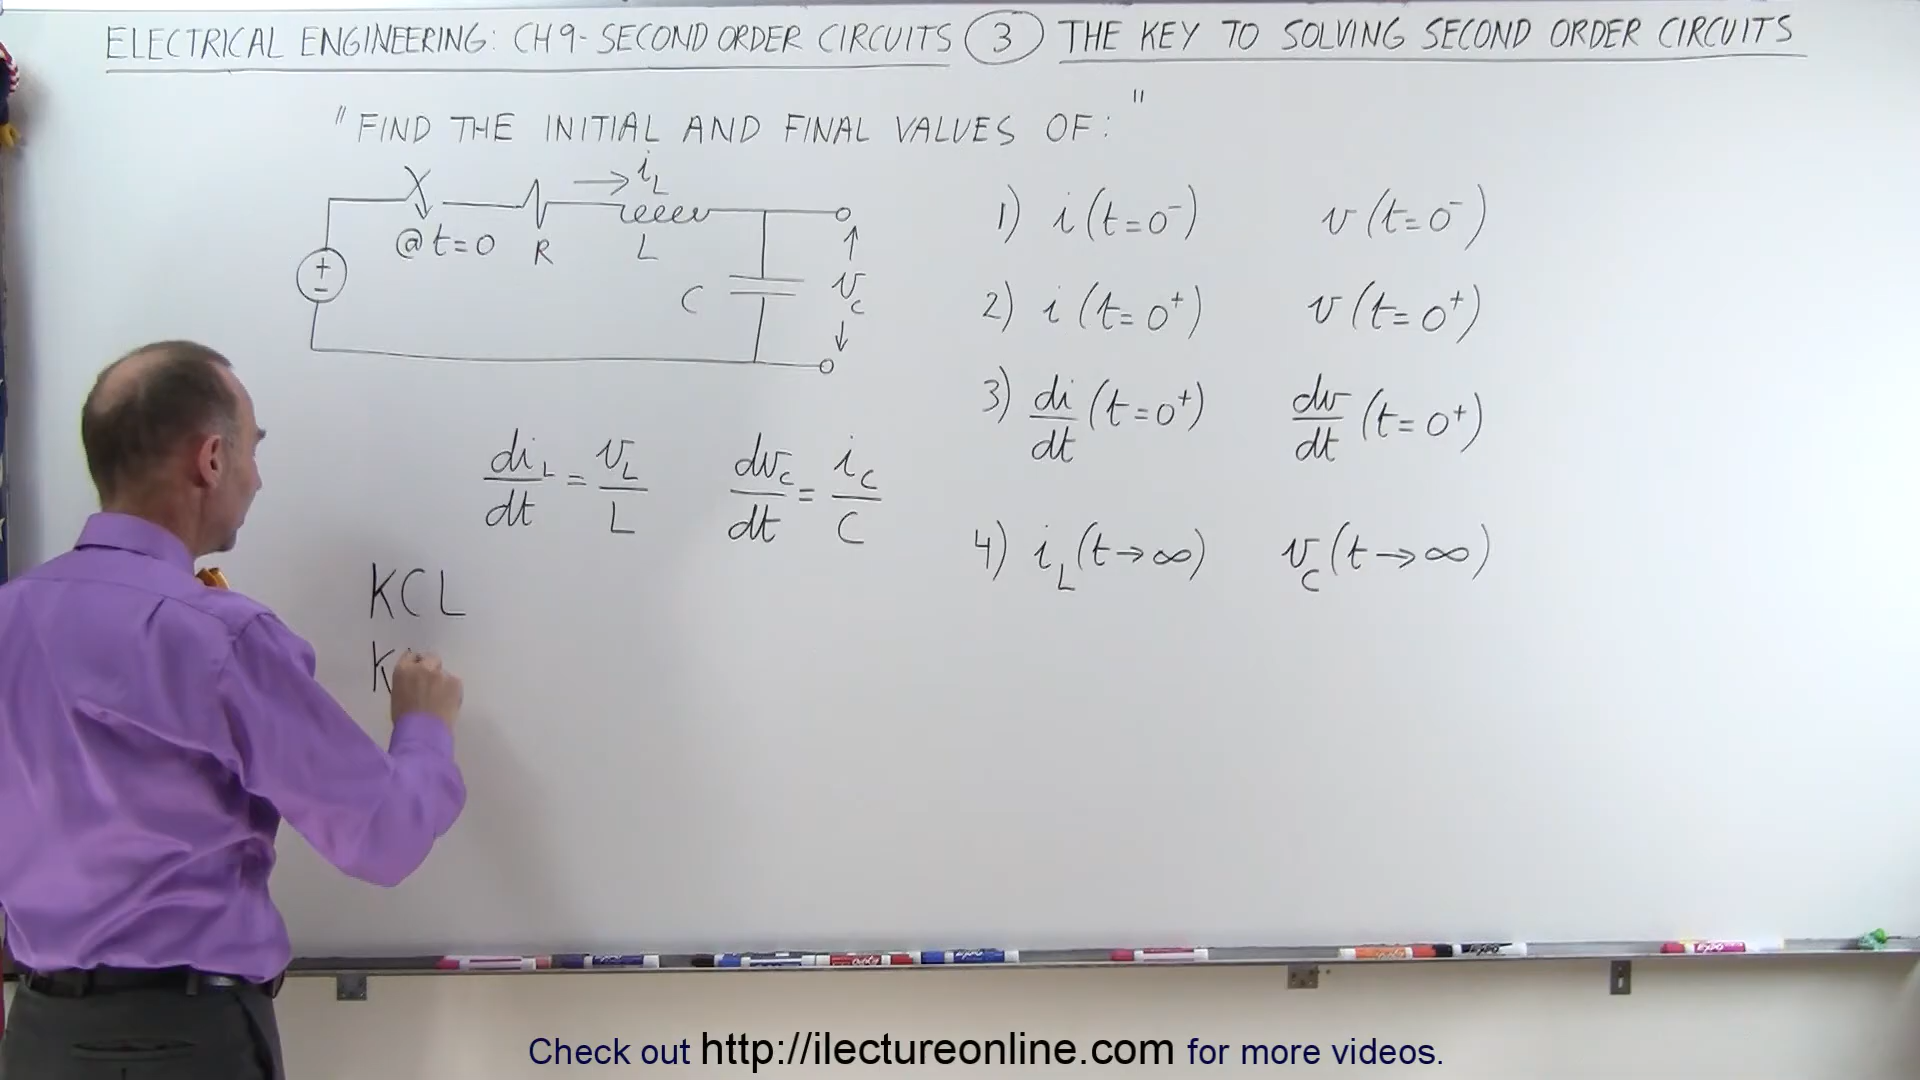 ELECTRICAL ENGINEERING: CH 9- SECOND ORDER CIRCUITS 3 THE KEY TO SOLVING SECOND ORDER CIRCUITS
"FIND THE INITIAL AND FINAL VALUES OF:"
i_L
@ t=0 R L
+
-
C
v_c
1) i (t=0⁻) v (t=0⁻)
2) i (t=0⁺) v (t=0⁺)
3) di/dt (t=0⁺) dv/dt (t=0⁺)
di_L/dt = v_L/L dv_c/dt = i_c/C
4) i_L (t→∞) v_c (t→∞)
KCL
K
Check out http://ilectureonline.com for more videos.